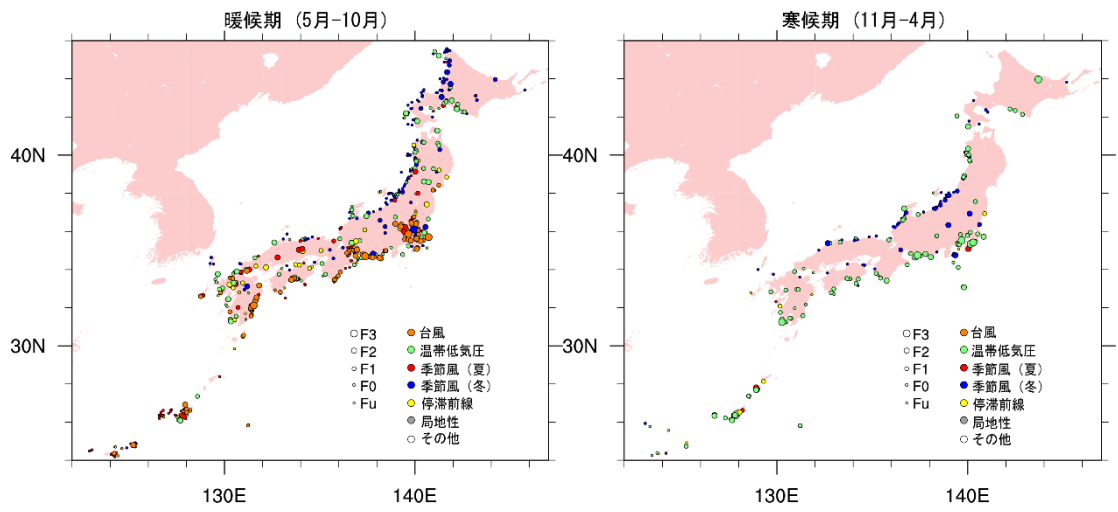 暖候期 (5月-10月)
40N
30N
130E
140E
F3
F2
F1
F0
Fu
台風
温帯低気圧
季節風（夏）
季節風（冬）
停滞前線
局地性
その他
寒候期 (11月-4月)
40N
30N
130E
140E
F3
F2
F1
F0
Fu
台風
温帯低気圧
季節風（夏）
季節風（冬）
停滞前線
局地性
その他